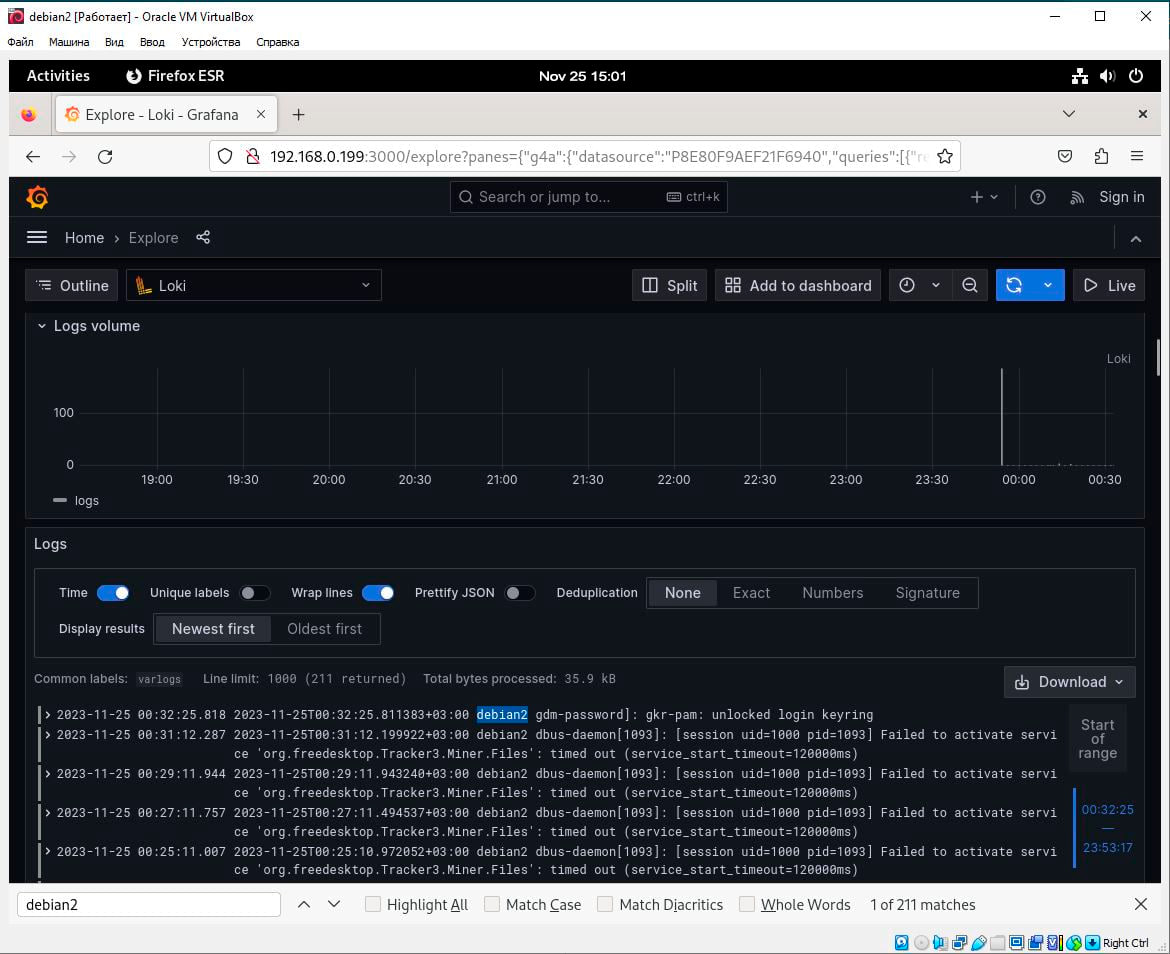 debian2 [Работает] - Oracle VM VirtualBox
Файл Машина Вид Ввод Устройства Справка
Activities Firefox ESR Nov 25 15:01
Explore - Loki - Grafana
192.168.0.199:3000/explore?panes={"g4a":{"datasource":"P8E80F9AEF21F6940","queries":[{"re
Search or jump to... ctrl+k Sign in
Home › Explore
Outline Loki Split Add to dashboard Live
Logs volume
Loki
100
0
19:00 19:30 20:00 20:30 21:00 21:30 22:00 22:30 23:00 23:30 00:00 00:30
logs
Logs
Time Unique labels Wrap lines Prettify JSON Deduplication None Exact Numbers Signature
Display results Newest first Oldest first
Common labels: varlogs Line limit: 1000 (211 returned) Total bytes processed: 35.9 kB Download
2023-11-25 00:32:25.818 2023-11-25T00:32:25.811383+03:00 debian2 gdm-password]: gkr-pam: unlocked login keyring
2023-11-25 00:31:12.287 2023-11-25T00:31:12.199922+03:00 debian2 dbus-daemon[1093]: [session uid=1000 pid=1093] Failed to activate servi
ce 'org.freedesktop.Tracker3.Miner.Files': timed out (service_start_timeout=120000ms)
2023-11-25 00:29:11.944 2023-11-25T00:29:11.943240+03:00 debian2 dbus-daemon[1093]: [session uid=1000 pid=1093] Failed to activate servi
ce 'org.freedesktop.Tracker3.Miner.Files': timed out (service_start_timeout=120000ms)
2023-11-25 00:27:11.757 2023-11-25T00:27:11.494537+03:00 debian2 dbus-daemon[1093]: [session uid=1000 pid=1093] Failed to activate servi
ce 'org.freedesktop.Tracker3.Miner.Files': timed out (service_start_timeout=120000ms)
2023-11-25 00:25:11.007 2023-11-25T00:25:10.972052+03:00 debian2 dbus-daemon[1093]: [session uid=1000 pid=1093] Failed to activate servi
ce 'org.freedesktop.Tracker3.Miner.Files': timed out (service_start_timeout=120000ms)
Start
of
range
00:32:25
—
23:53:17
debian2 Highlight All Match Case Match Diacritics Whole Words 1 of 211 matches
Right Ctrl